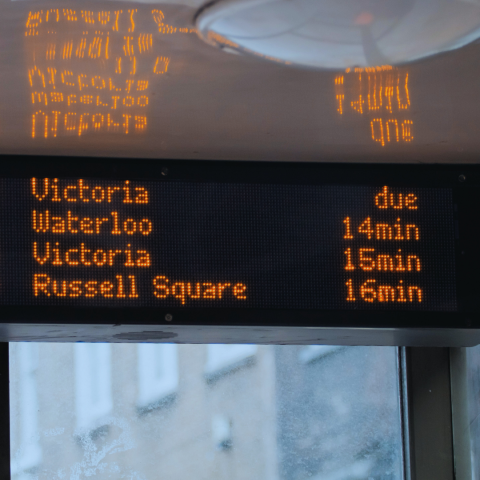 Victoria due
Waterloo 14min
Victoria 15min
Russell Square 16min